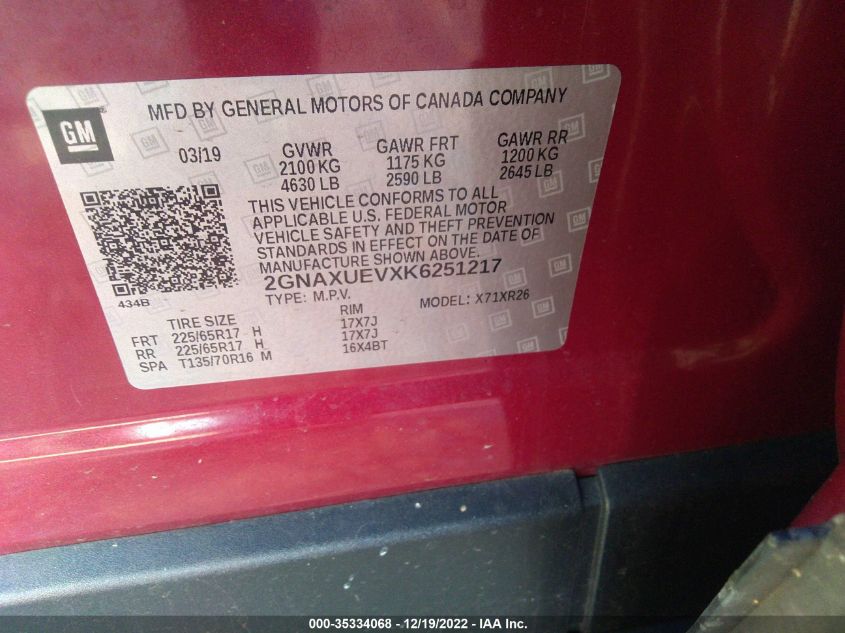 GM
MFD BY GENERAL MOTORS OF CANADA COMPANY
03/19 GVWR GAWR FRT GAWR RR
2100 KG 1175 KG 1200 KG
4630 LB 2590 LB 2645 LB
THIS VEHICLE CONFORMS TO ALL
APPLICABLE U.S. FEDERAL MOTOR
VEHICLE SAFETY AND THEFT PREVENTION
STANDARDS IN EFFECT ON THE DATE OF
MANUFACTURE SHOWN ABOVE.
2GNAXUEVXK6251217
434B TYPE: M.P.V. MODEL: X71XR26
TIRE SIZE RIM
FRT 225/65R17 H 17X7J
RR 225/65R17 H 17X7J
SPA T135/70R16 M 16X4BT
000-35334068 - 12/19/2022 - IAA Inc.